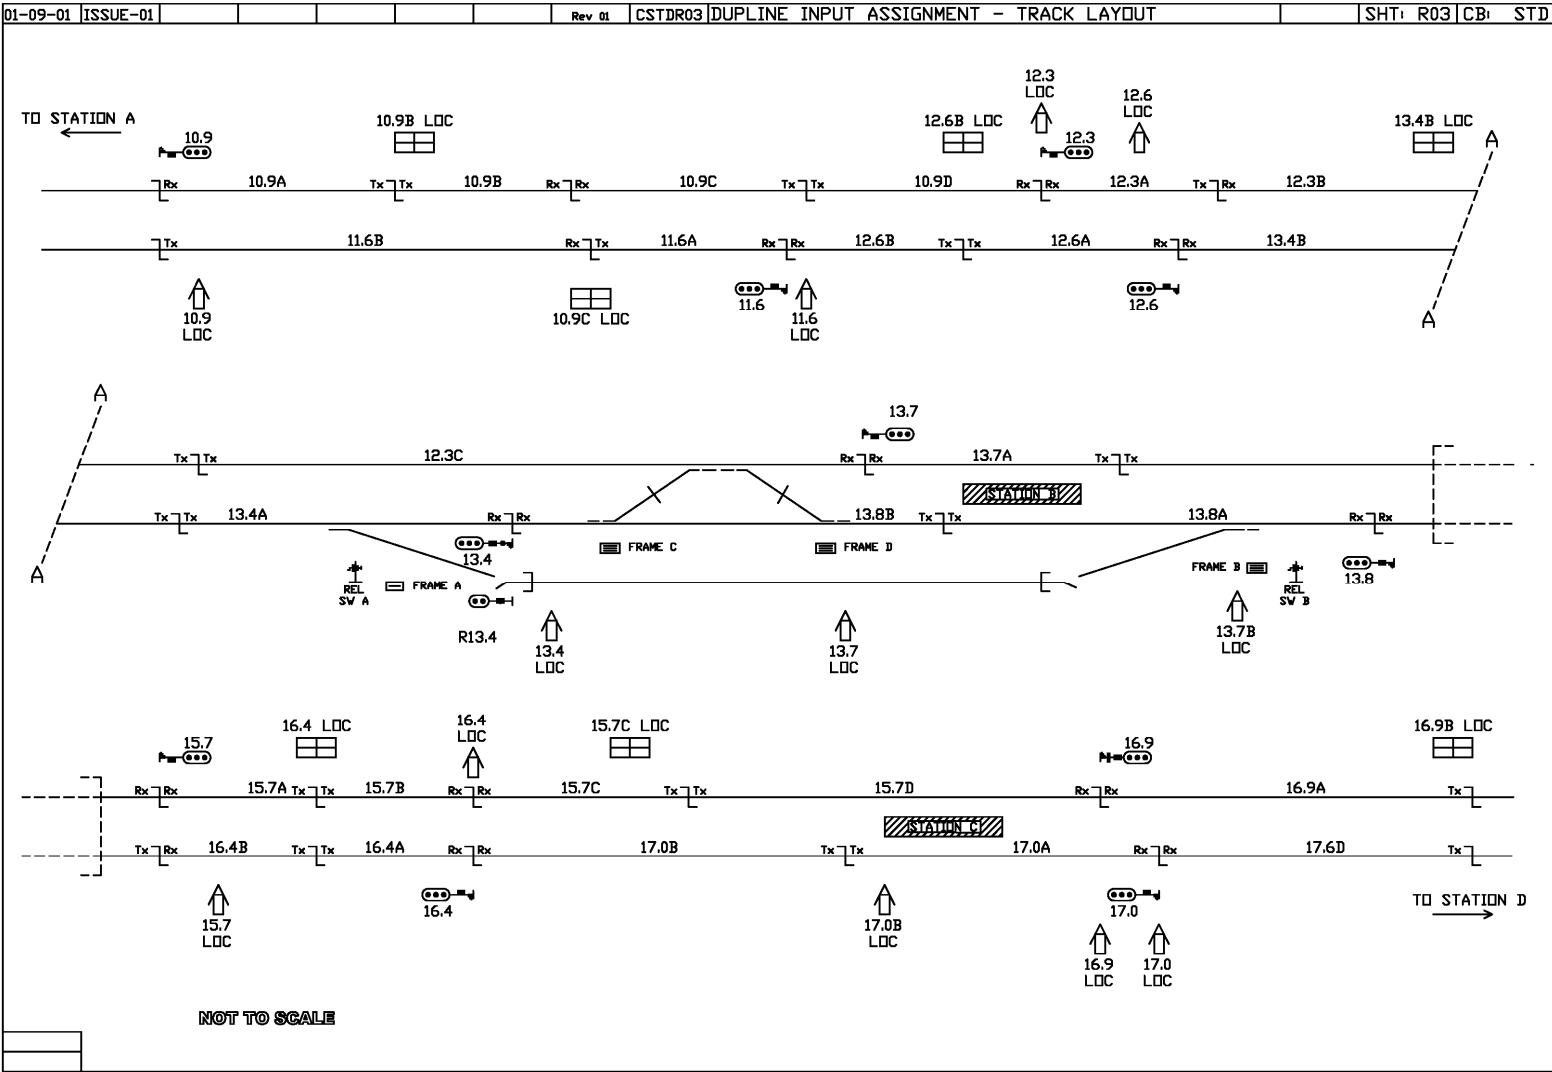 01-09-01 ISSUE-01 Rev 01 CSTDR03 DUPLINE INPUT ASSIGNMENT - TRACK LAYOUT SHT: R03 CB: STD
12.3
LOC
12.6
LOC
TO STATION A
10.9
10.9B LOC
12.6B LOC
12.3
13.4B LOC
A
Rx 10.9A Tx Tx 10.9B Rx Rx 10.9C Tx Tx 10.9D Rx Rx 12.3A Tx Rx 12.3B
Tx 11.6B Rx Tx 11.6A Rx Rx 12.6B Tx Tx 12.6A Rx Rx 13.4B
10.9
LOC
10.9C LOC
11.6
11.6
LOC
12.6
A
A
13.7
Tx Tx 12.3C Rx Rx 13.7A Tx Tx
STATION B
Tx Tx 13.4A Rx Rx 13.8B Tx Tx 13.8A Rx Rx
13.4
FRAME C
FRAME D
FRAME B
13.8
A
REL
SW A
FRAME A
REL
SW B
R13.4
13.4
LOC
13.7
LOC
13.7B
LOC
15.7
16.4 LOC
16.4
LOC
15.7C LOC
16.9
16.9B LOC
Rx Rx 15.7A Tx Tx 15.7B Rx Rx 15.7C Tx Tx 15.7D Rx Rx 16.9A Tx
STATION C
Tx Rx 16.4B Tx Tx 16.4A Rx Rx 17.0B Tx Tx 17.0A Rx Rx 17.6D Tx
15.7
LOC
16.4
17.0B
LOC
17.0
TO STATION D
16.9
LOC
17.0
LOC
NOT TO SCALE